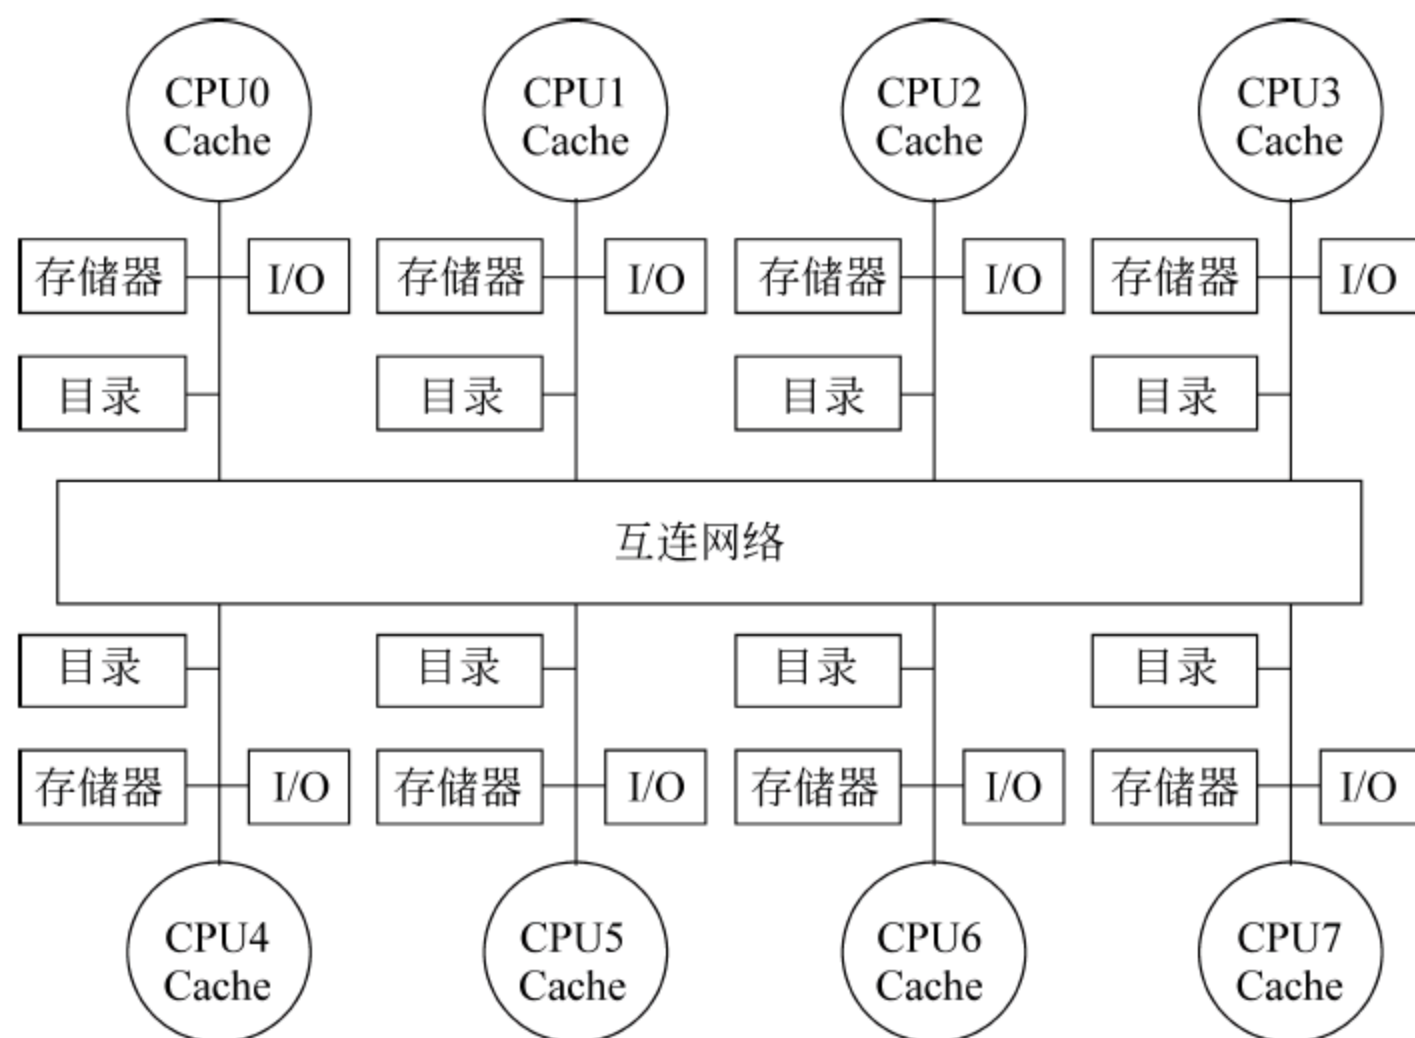 CPU0
Cache
CPU1
Cache
CPU2
Cache
CPU3
Cache
存储器
I/O
存储器
I/O
存储器
I/O
存储器
I/O
目录
目录
目录
目录
互连网络
目录
目录
目录
目录
存储器
I/O
存储器
I/O
存储器
I/O
存储器
I/O
CPU4
Cache
CPU5
Cache
CPU6
Cache
CPU7
Cache